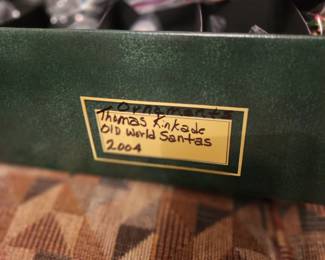 Ornaments
Thomas Kinkade
Old World Santas
2004